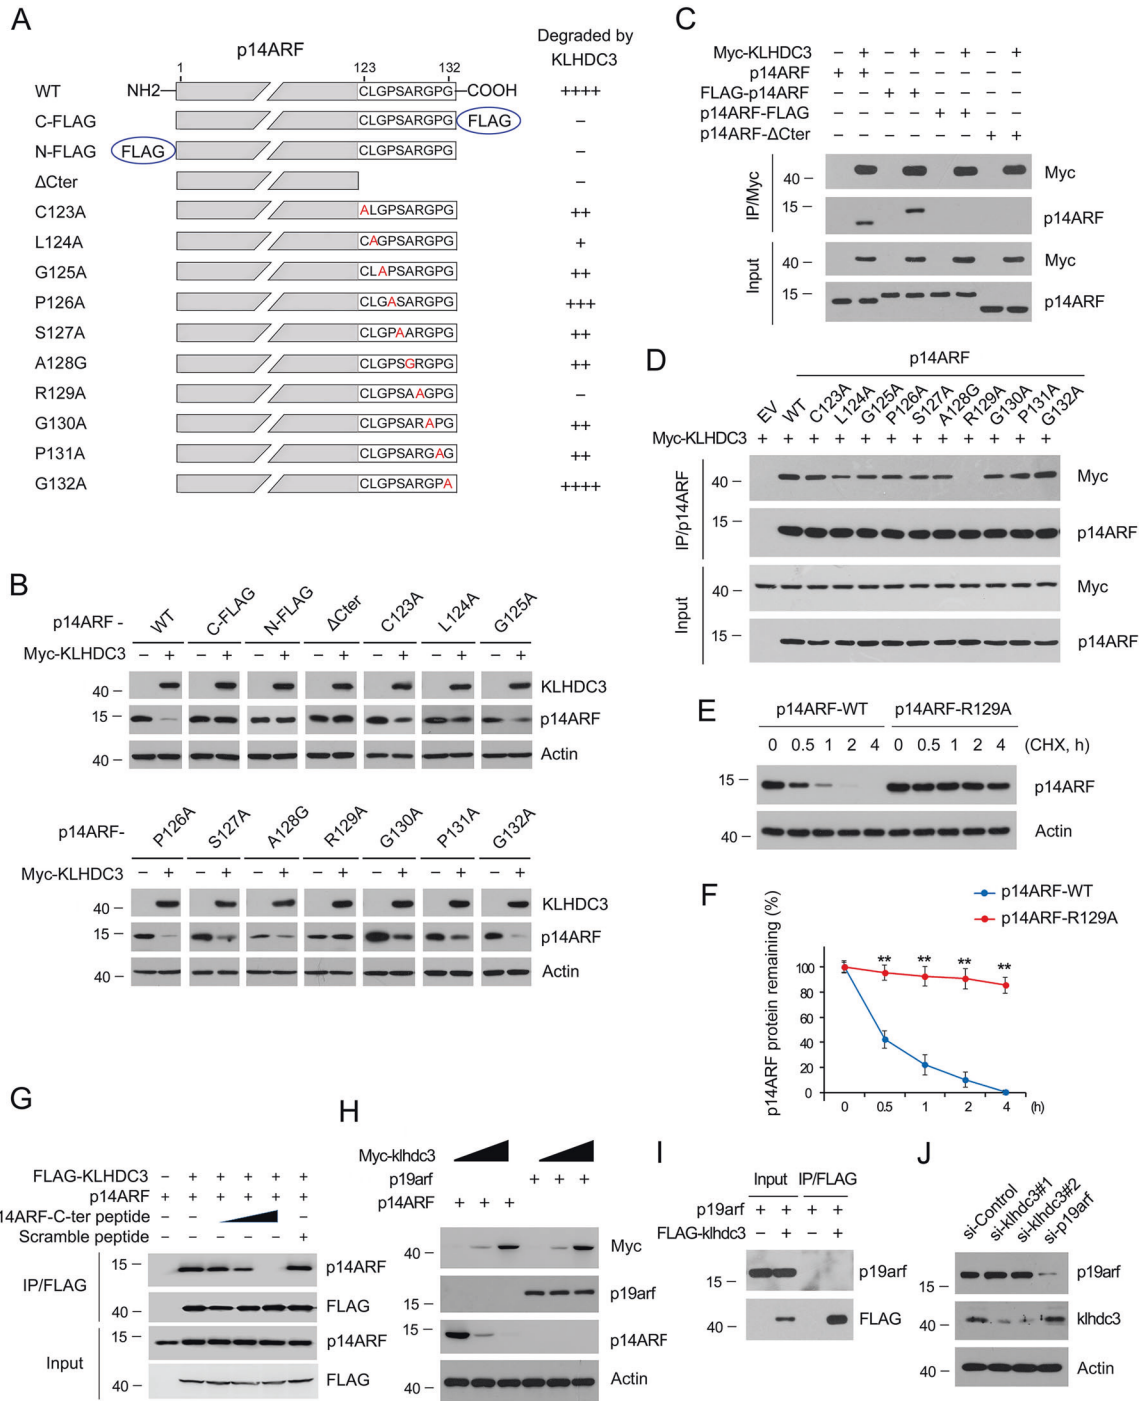 A
p14ARF
Degraded by
KLHDC3
1 123 132
WT NH2- CLGPSARGPG -COOH ++++
C-FLAG CLGPSARGPG FLAG –
N-FLAG FLAG CLGPSARGPG –
ΔCter –
C123A ALGPSARGPG ++
L124A CAGPSARGPG +
G125A CLAPSARGPG ++
P126A CLGASARGPG +++
S127A CLGPAARGPG ++
A128G CLGPSGRGPG ++
R129A CLGPSAAGPG –
G130A CLGPSARAPG ++
P131A CLGPSARGAG ++
G132A CLGPSARGPA ++++
B
p14ARF - WT C-FLAG N-FLAG ΔCter C123A L124A G125A
Myc-KLHDC3 – + – + – + – + – + – + – +
40 – KLHDC3
15 – p14ARF
40 – Actin
p14ARF- P126A S127A A128G R129A G130A P131A G132A
Myc-KLHDC3 – + – + – + – + – + – + – +
40 – KLHDC3
15 – p14ARF
40 – Actin
C
Myc-KLHDC3 – + – + – + – +
p14ARF + + – – – – – –
FLAG-p14ARF – – + + – – – –
p14ARF-FLAG – – – – + + – –
p14ARF-ΔCter – – – – – – + +
IP/Myc
40 – Myc
15 – p14ARF
Input
40 – Myc
15 – p14ARF
D
p14ARF
EV WT C123A L124A G125A P126A S127A A128G R129A G130A P131A G132A
Myc-KLHDC3 + + + + + + + + + + + +
IP/p14ARF
40 – Myc
15 – p14ARF
Input
40 – Myc
15 – p14ARF
E
p14ARF-WT p14ARF-R129A
0 0.5 1 2 4 0 0.5 1 2 4 (CHX, h)
15 – p14ARF
40 – Actin
F
p14ARF-WT
p14ARF-R129A
p14ARF protein remaining (%)
100
80
60
40
20
0
** ** ** **
0 0.5 1 2 4 (h)
G
FLAG-KLHDC3 – + + + + +
p14ARF + + + + + +
14ARF-C-ter peptide – –
Scramble peptide – – – – – +
IP/FLAG
15 – p14ARF
40 – FLAG
Input
15 – p14ARF
40 – FLAG
H
Myc-klhdc3
p19arf + + +
p14ARF + + +
40 – Myc
15 – p19arf
15 – p14ARF
40 – Actin
I
Input IP/FLAG
p19arf + + + +
FLAG-klhdc3 – + – +
15 – p19arf
40 – FLAG
J
si-Control si-klhdc3#1 si-klhdc3#2 si-p19arf
15 – p19arf
40 – klhdc3
40 – Actin